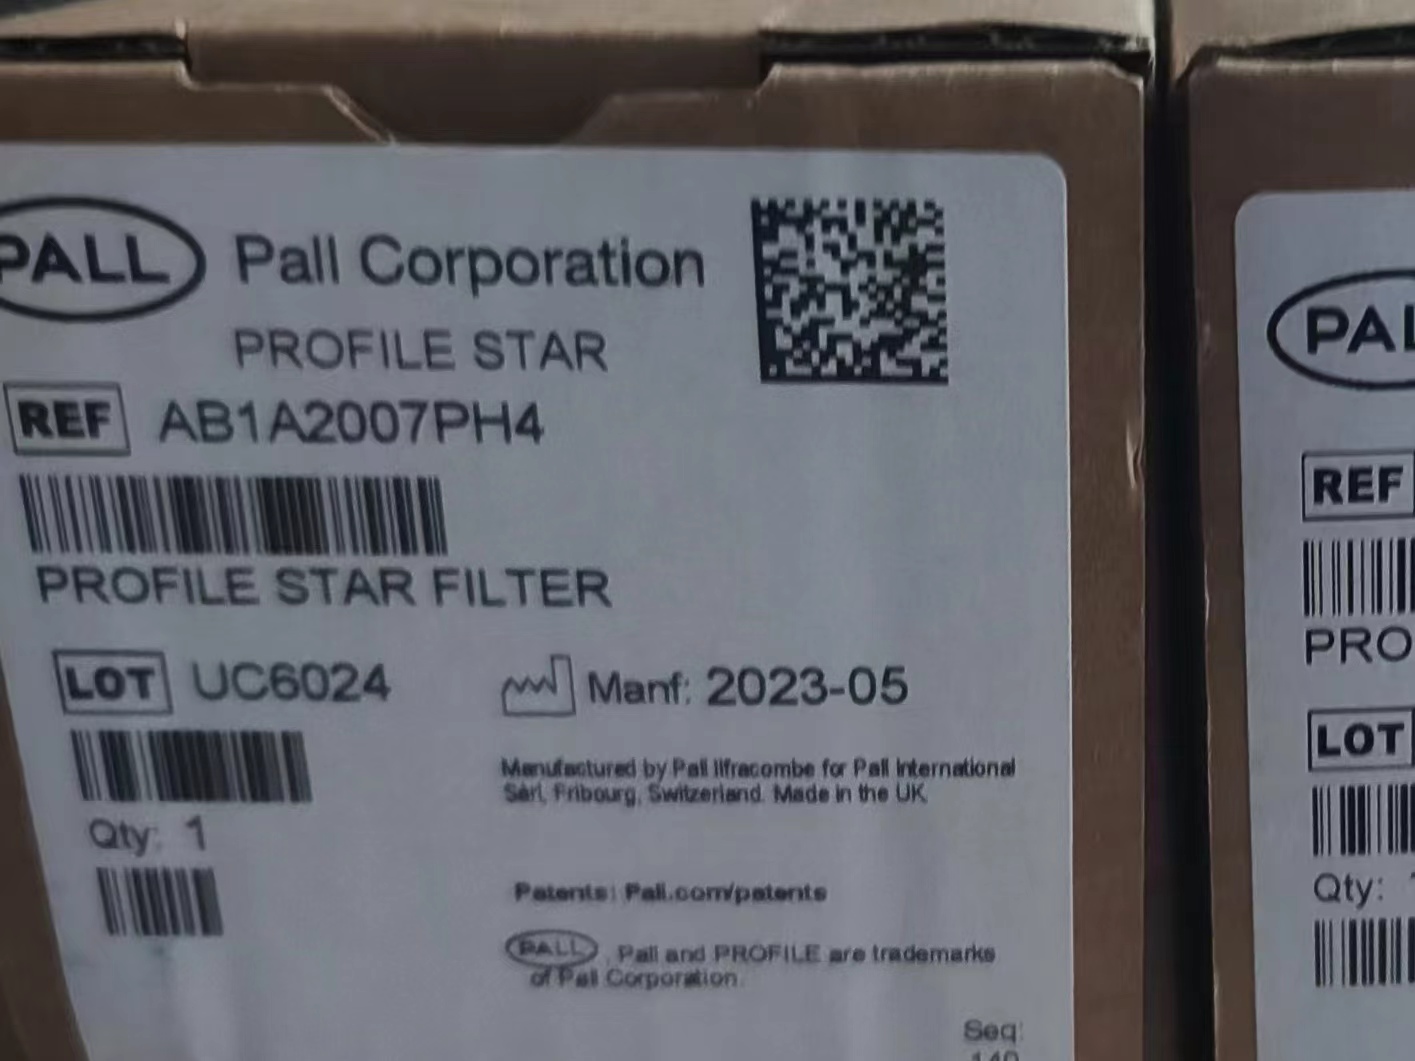 PALL Pall Corporation
PROFILE STAR
REF AB1A2007PH4
PROFILE STAR FILTER
LOT UC6024 Manf: 2023-05
Manufactured by Pall Ilfracombe for Pall International
Sàrl, Fribourg, Switzerland. Made in the UK
Qty: 1
Patents: Pall.com/patents
PALL, Pall and PROFILE are trademarks
of Pall Corporation.
Seq:
PAL
REF
PRO
LOT
Qty: